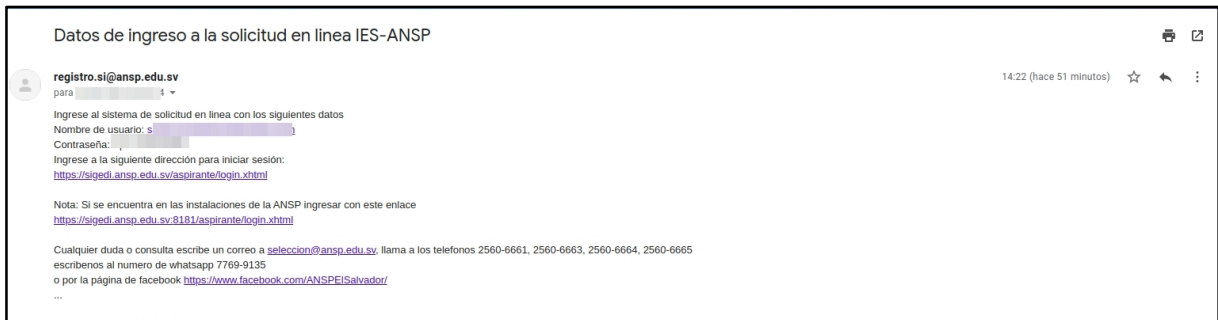 Datos de ingreso a la solicitud en linea IES-ANSP
registro.si@ansp.edu.sv
14:22 (hace 51 minutos)
para
Ingrese al sistema de solicitud en linea con los siguientes datos
Nombre de usuario: s
Contraseña:
Ingrese a la siguiente dirección para iniciar sesión:
https://sigedi.ansp.edu.sv/aspirante/login.xhtml
Nota: Si se encuentra en las instalaciones de la ANSP ingresar con este enlace
https://sigedi.ansp.edu.sv:8181/aspirante/login.xhtml
Cualquier duda o consulta escribe un correo a seleccion@ansp.edu.sv, llama a los telefonos 2560-6661, 2560-6663, 2560-6664, 2560-6665
escribenos al numero de whatsapp 7769-9135
o por la página de facebook https://www.facebook.com/ANSPElSalvador/
...